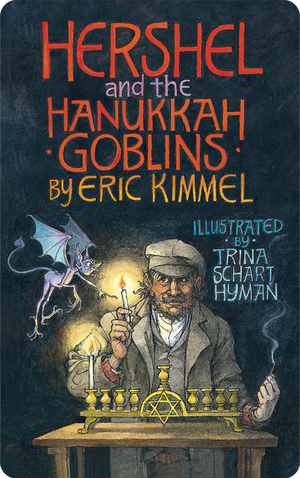 HERSHEL
and the
HANUKKAH
·GOBLINS·
BY ERIC KIMMEL
ILLUSTRATED
·BY·
TRINA
SCHART
HYMAN